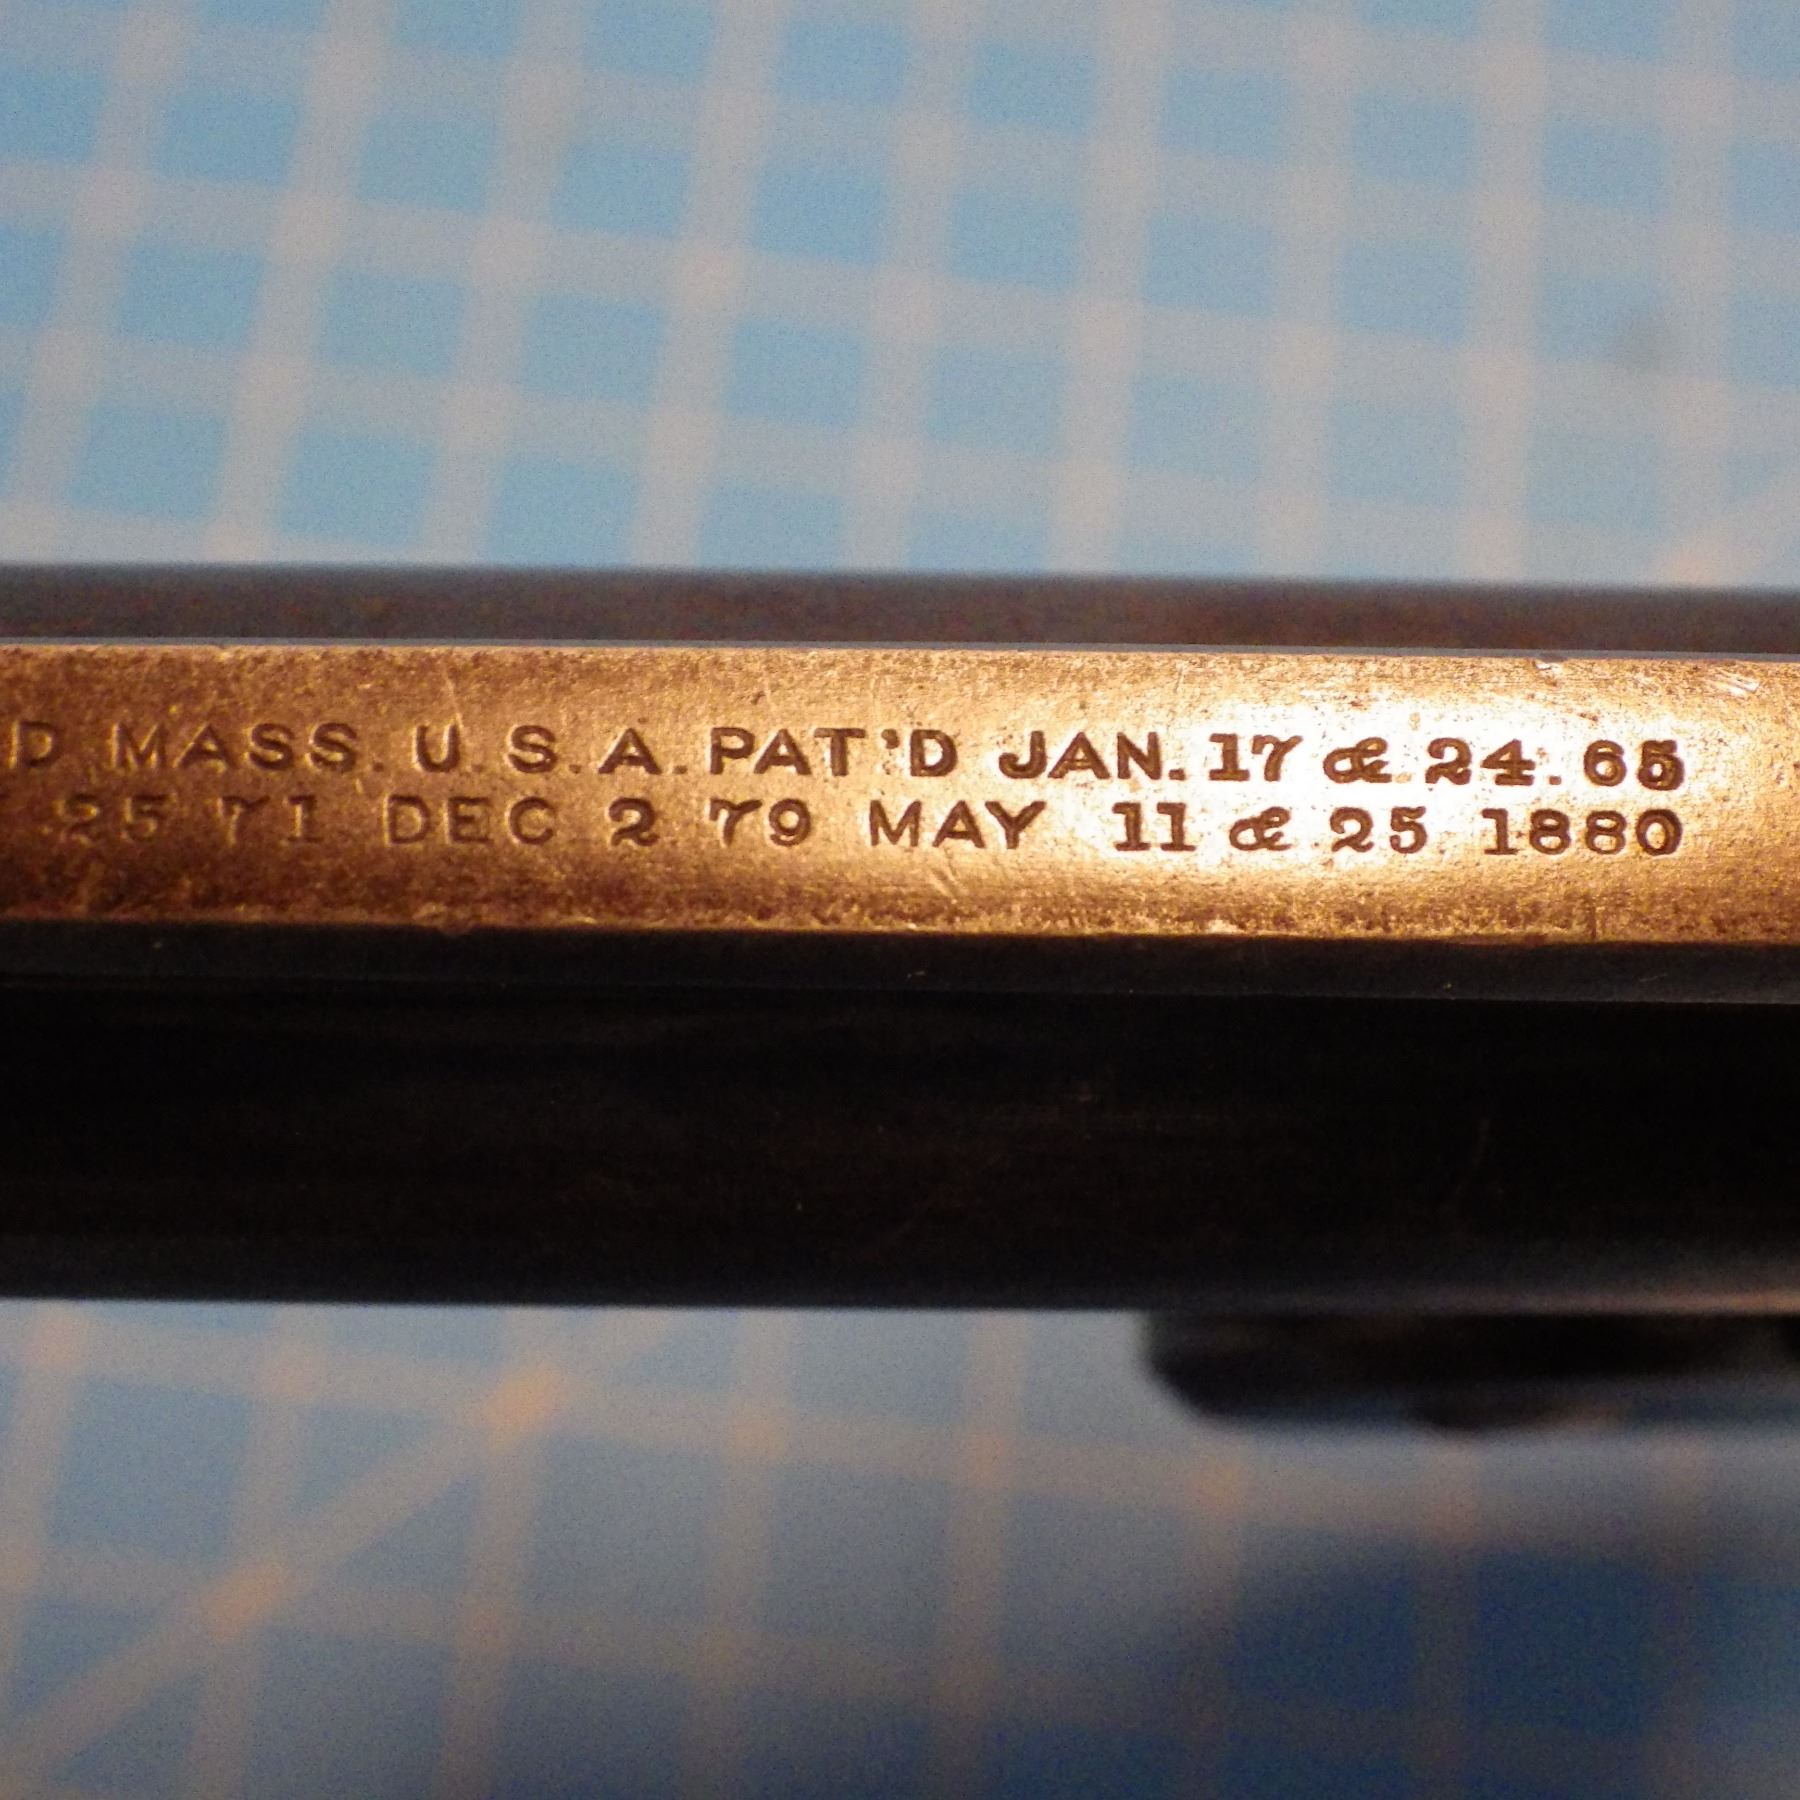 D MASS. U.S.A. PAT'D JAN. 17 & 24. 65
25 71 DEC 2 79 MAY 11 & 25 1880